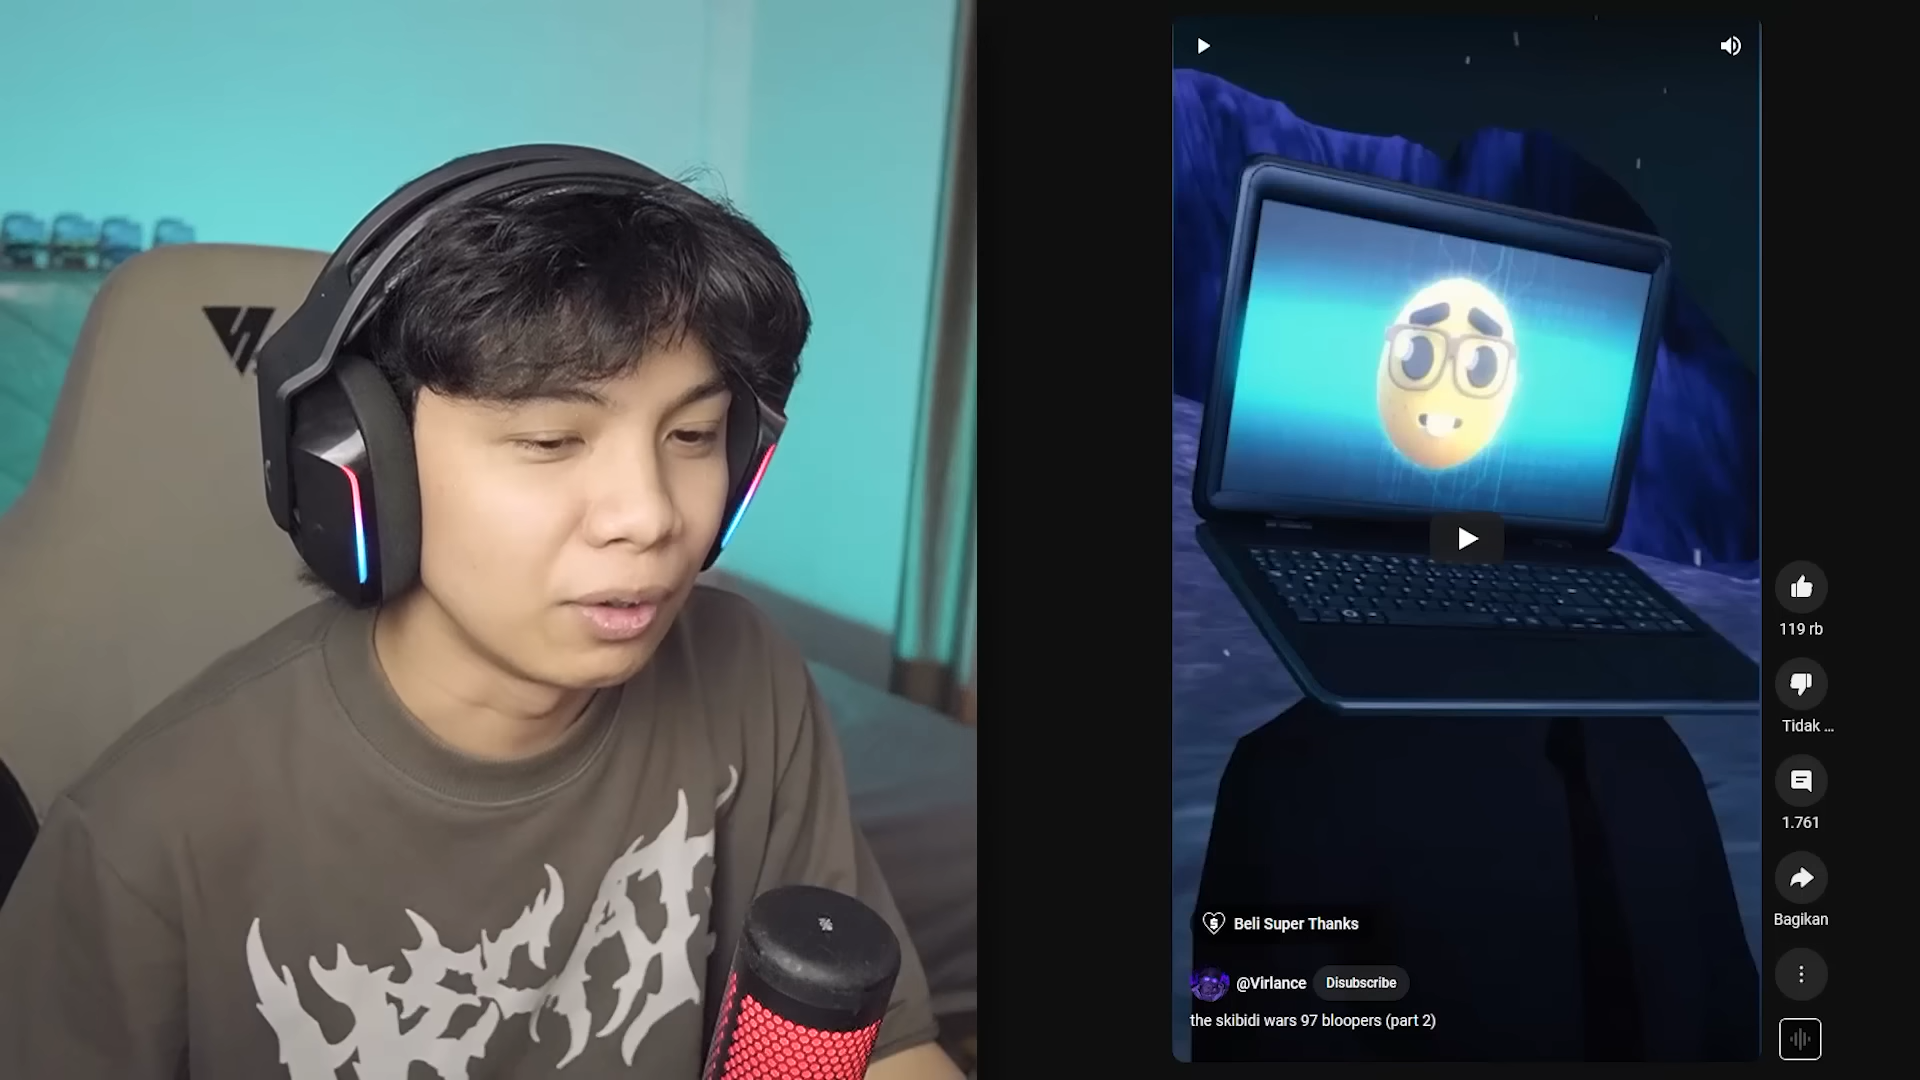 119 rb
Tidak ...
1.761
Bagikan
Beli Super Thanks
@Virlance
Disubscribe
the skibidi wars 97 bloopers (part 2)